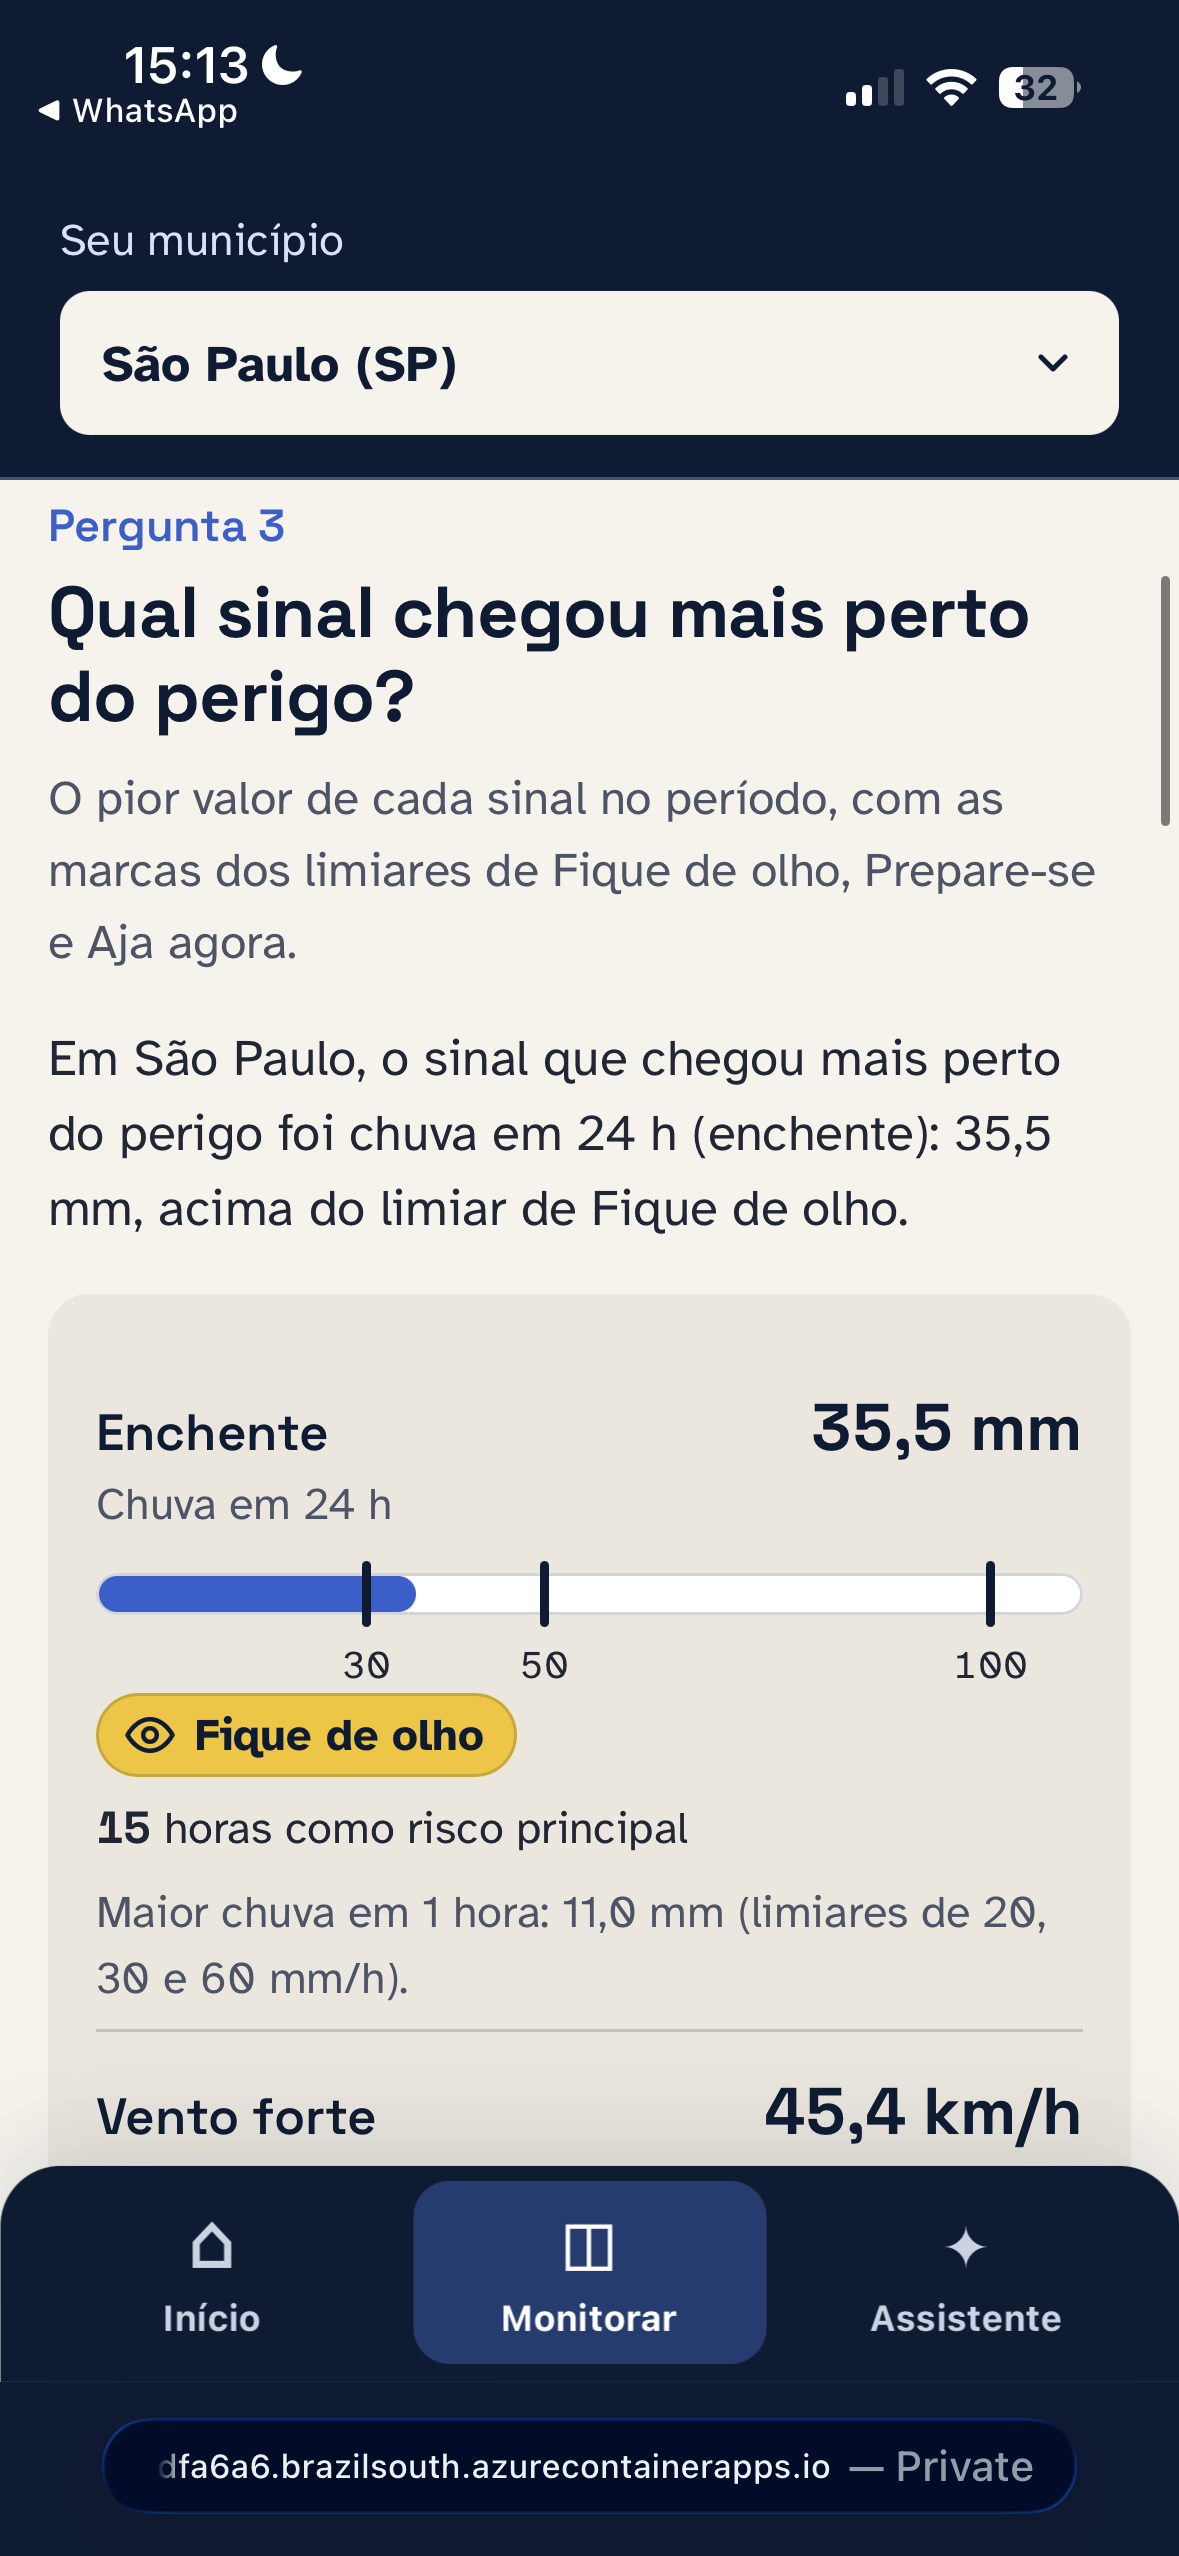 15:13
WhatsApp
32
Seu município
São Paulo (SP)
Pergunta 3
Qual sinal chegou mais perto
do perigo?
O pior valor de cada sinal no período, com as
marcas dos limiares de Fique de olho, Prepare-se
e Aja agora.
Em São Paulo, o sinal que chegou mais perto
do perigo foi chuva em 24 h (enchente): 35,5
mm, acima do limiar de Fique de olho.
Enchente 35,5 mm
Chuva em 24 h
30 50 100
Fique de olho
15 horas como risco principal
Maior chuva em 1 hora: 11,0 mm (limiares de 20,
30 e 60 mm/h).
Vento forte 45,4 km/h
Início Monitorar Assistente
dfa6a6.brazilsouth.azurecontainerapps.io — Private